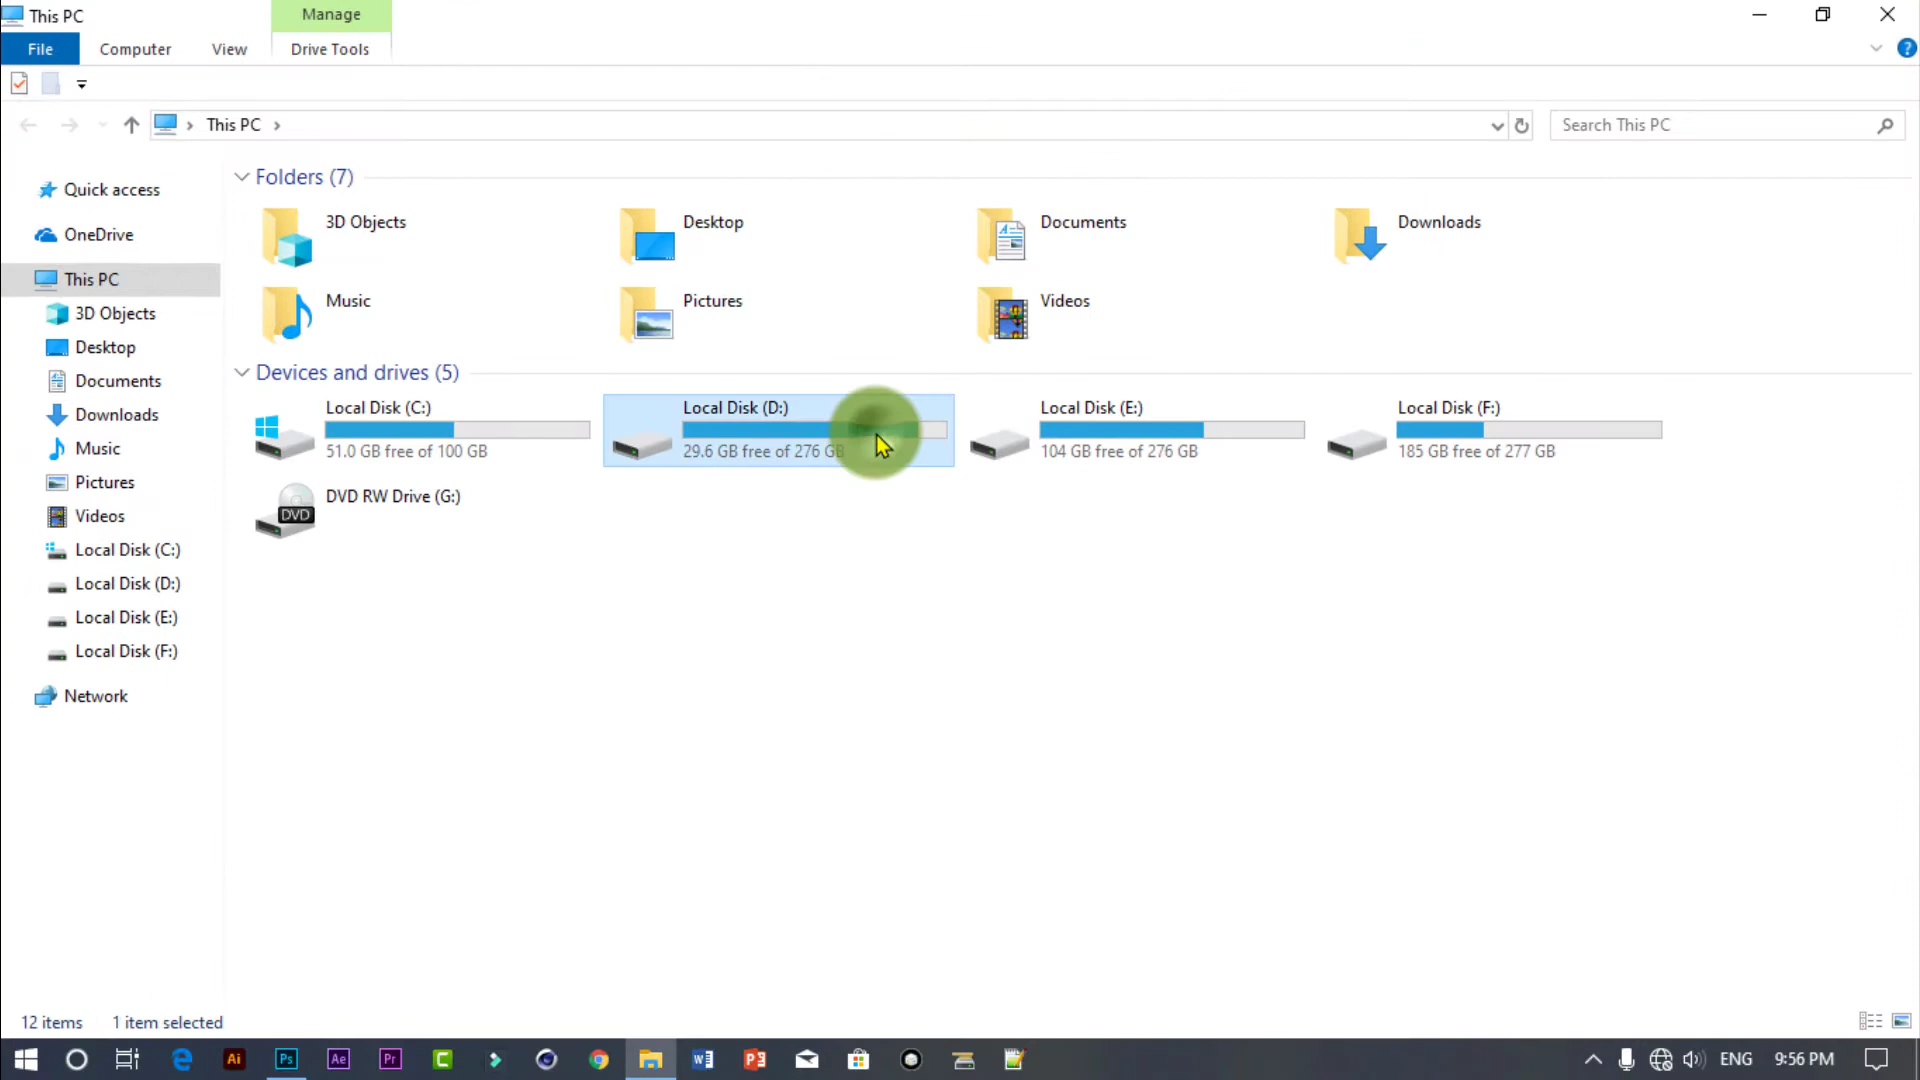 This PC
Manage
File
Computer
View
Drive Tools
This PC
Search This PC
Quick access
OneDrive
This PC
3D Objects
Desktop
Documents
Downloads
Music
Pictures
Videos
Local Disk (C:)
Local Disk (D:)
Local Disk (E:)
Local Disk (F:)
Network
Folders (7)
3D Objects
Desktop
Documents
Downloads
Music
Pictures
Videos
Devices and drives (5)
Local Disk (C:)
51.0 GB free of 100 GB
Local Disk (D:)
29.6 GB free of 276 GB
Local Disk (E:)
104 GB free of 276 GB
Local Disk (F:)
185 GB free of 277 GB
DVD RW Drive (G:)
DVD
12 items
1 item selected
Ai
Ps
Ae
Pr
ENG
9:56 PM